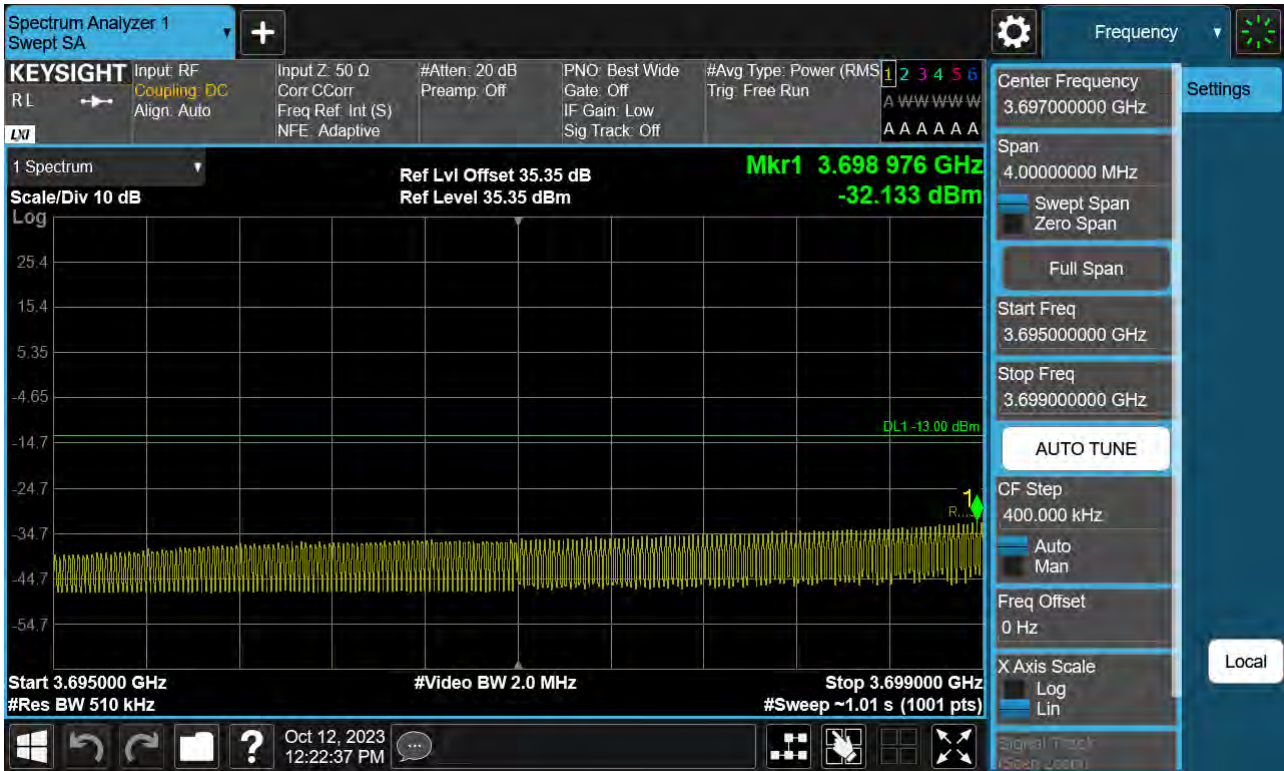 Spectrum Analyzer 1
Swept SA
Frequency
KEYSIGHT
RL
LXI
Input: RF
Coupling: DC
Align: Auto
Input Z: 50 Ω
Corr CCorr
Freq Ref: Int (S)
NFE: Adaptive
#Atten: 20 dB
Preamp: Off
PNO: Best Wide
Gate: Off
IF Gain: Low
Sig Track: Off
#Avg Type: Power (RMS
Trig: Free Run
1 2 3 4 5 6
A W W W W W
A A A A A A
1 Spectrum
Scale/Div 10 dB
Log
Ref Lvl Offset 35.35 dB
Ref Level 35.35 dBm
Mkr1 3.698 976 GHz
-32.133 dBm
25.4
15.4
5.35
-4.65
-14.7
-24.7
-34.7
-44.7
-54.7
DL1 -13.00 dBm
1
R...
Start 3.695000 GHz
#Res BW 510 kHz
#Video BW 2.0 MHz
Stop 3.699000 GHz
#Sweep ~1.01 s (1001 pts)
Oct 12, 2023
12:22:37 PM
Center Frequency
3.697000000 GHz
Span
4.00000000 MHz
Swept Span
Zero Span
Full Span
Start Freq
3.695000000 GHz
Stop Freq
3.699000000 GHz
AUTO TUNE
CF Step
400.000 kHz
Auto
Man
Freq Offset
0 Hz
X Axis Scale
Log
Lin
Signal Track
(Span Zoom)
Settings
Local